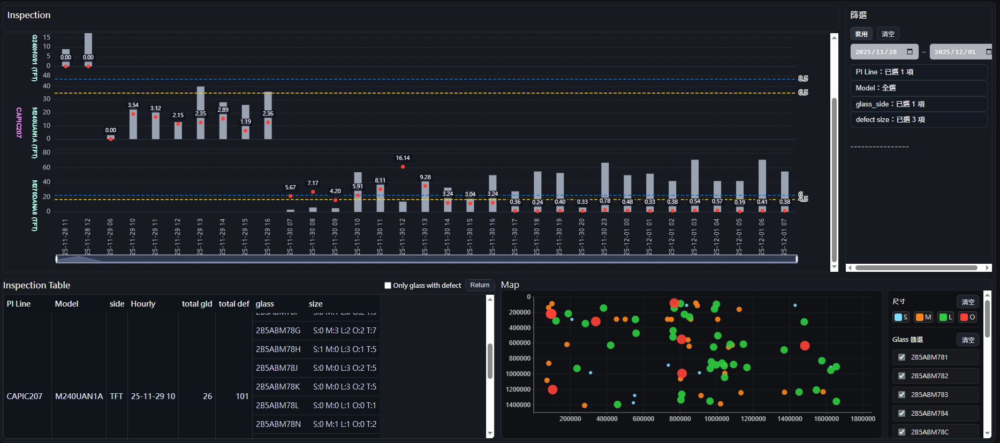 Inspection
G240HW01 (TFT)
15
10
5
0
0.00
0.00
CAPIC207
M240UAN1A (TFT)
48
40
30
20
10
0
8.5
6.5
0.00
3.54
3.12
2.15
2.35
2.89
1.19
2.36
M270DAN4A0 (TFT)
80
60
40
20
0
6
4.5
5.67
7.17
4.20
5.91
8.11
16.14
9.28
3.24
3.04
3.24
0.36
0.24
0.40
0.33
0.78
0.48
0.33
0.38
0.54
0.57
0.19
0.41
0.38
25-11-28 11
25-11-28 12
25-11-29 06
25-11-29 10
25-11-29 11
25-11-29 12
25-11-29 13
25-11-29 14
25-11-29 15
25-11-29 16
25-11-30 07
25-11-30 08
25-11-30 09
25-11-30 10
25-11-30 11
25-11-30 12
25-11-30 13
25-11-30 14
25-11-30 15
25-11-30 16
25-11-30 17
25-11-30 18
25-11-30 19
25-11-30 20
25-11-30 23
25-12-01 00
25-12-01 01
25-12-01 02
25-12-01 03
25-12-01 04
25-12-01 05
25-12-01 06
25-12-01 07
篩選
套用 清空
2025/11/28 – 2025/12/01
PI Line：已選 1 項
Model：全選
glass_side：已選 1 項
defect size：已選 3 項
----------------
Inspection Table
Only glass with defect Return
PI Line Model side Hourly total gld total def glass size
2B5ABM78G S:0 M:3 L:2 O:2 T:7
2B5ABM78H S:1 M:0 L:3 O:1 T:5
2B5ABM78J S:0 M:0 L:3 O:2 T:5
2B5ABM78K S:0 M:0 L:3 O:2 T:5
CAPIC207 M240UAN1A TFT 25-11-29 10 26 101
2B5ABM78L S:0 M:0 L:1 O:0 T:1
2B5ABM78N S:0 M:1 L:1 O:0 T:2
Map
0
200000
400000
600000
800000
1000000
1200000
1400000
200000 400000 600000 800000 1000000 1200000 1400000 1600000 1800000
尺寸 清空
S M L O
Glass 篩選 清空
2B5ABM781
2B5ABM782
2B5ABM783
2B5ABM784
2B5ABM78C